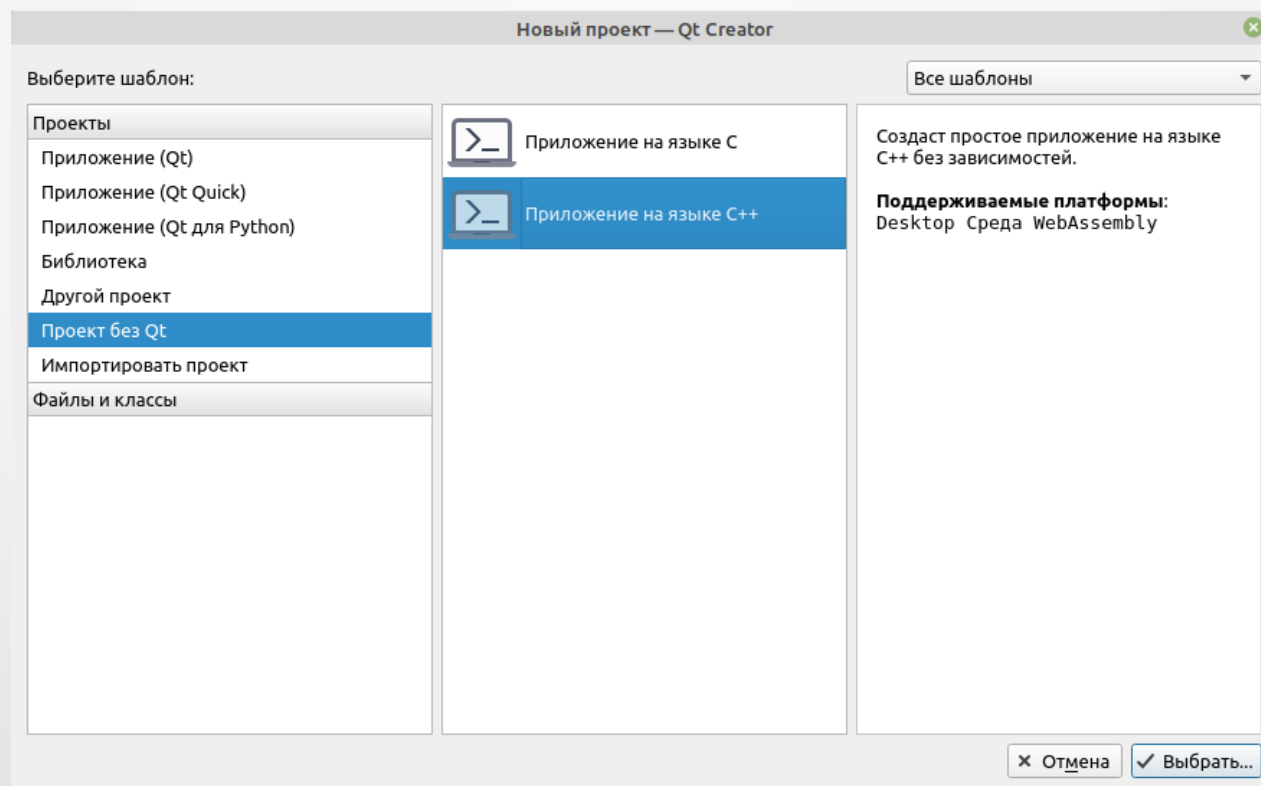 Новый проект — Qt Creator
Выберите шаблон:
Все шаблоны
Проекты
Приложение (Qt)
Приложение (Qt Quick)
Приложение (Qt для Python)
Библиотека
Другой проект
Проект без Qt
Импортировать проект
Файлы и классы
Приложение на языке C
Приложение на языке C++
Создаст простое приложение на языке
C++ без зависимостей.
Поддерживаемые платформы:
Desktop Среда WebAssembly
Отмена
Выбрать...